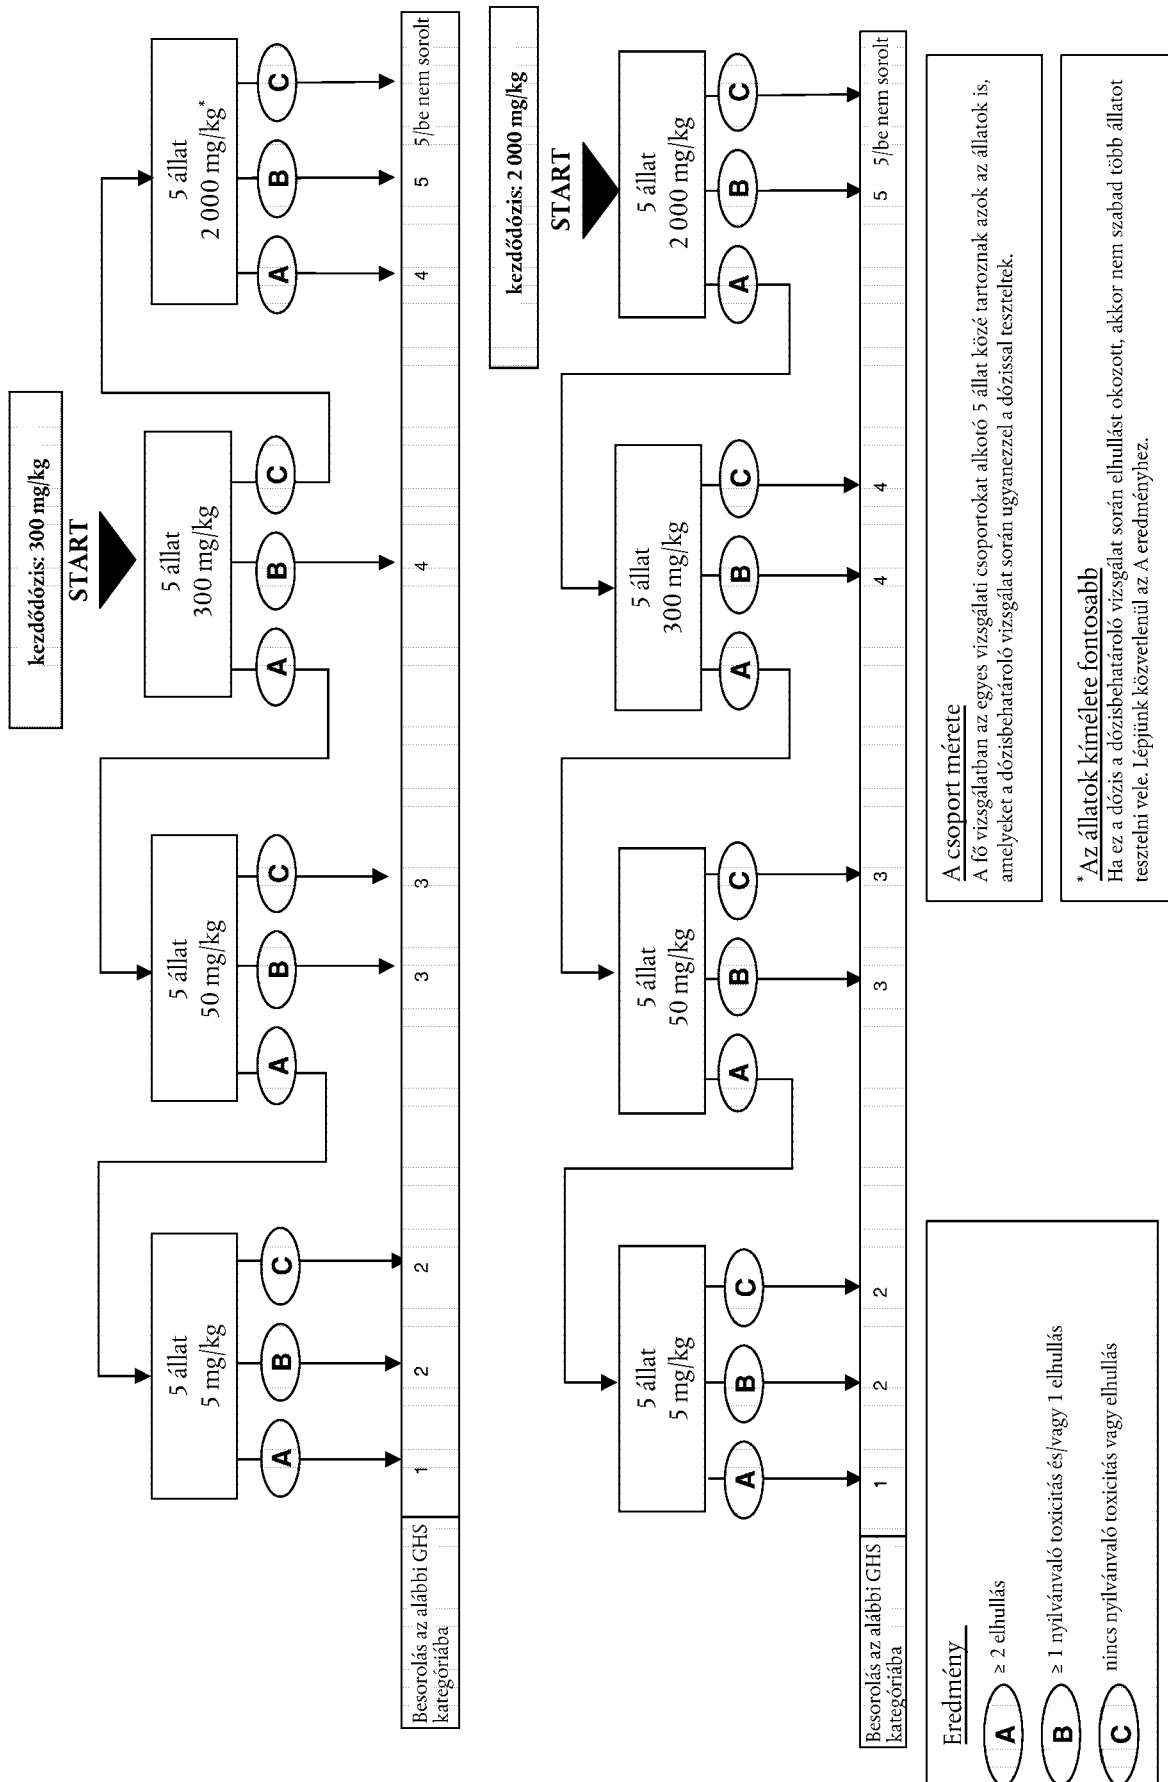 kezdődózis: 300 mg/kg
START
5 állat
5 mg/kg
5 állat
50 mg/kg
5 állat
300 mg/kg
5 állat
2 000 mg/kg*
A
B
C
A
B
C
A
B
C
A
B
C
Besorolás az alábbi GHS
kategóriába
1
2
2
3
3
4
4
5
5/be nem sorolt
kezdődózis: 2 000 mg/kg
START
5 állat
5 mg/kg
5 állat
50 mg/kg
5 állat
300 mg/kg
5 állat
2 000 mg/kg
A
B
C
A
B
C
A
B
C
A
B
C
Besorolás az alábbi GHS
kategóriába
1
2
2
3
3
4
4
5
5/be nem sorolt
Eredmény
A
≥ 2 elhullás
B
≥ 1 nyilvánvaló toxicitás és/vagy 1 elhullás
C
nincs nyilvánvaló toxicitás vagy elhullás
A csoport mérete
A fő vizsgálatban az egyes vizsgálati csoportokat alkotó 5 állat közé tartoznak azok az állatok is,
amelyeket a dózisbehatároló vizsgálat során ugyanezzel a dózissal teszteltek.
*Az állatok kímélete fontosabb
Ha ez a dózis a dózisbehatároló vizsgálat során elhullást okozott, akkor nem szabad több állatot
tesztelni vele. Lépjünk közvetlenül az A eredményhez.